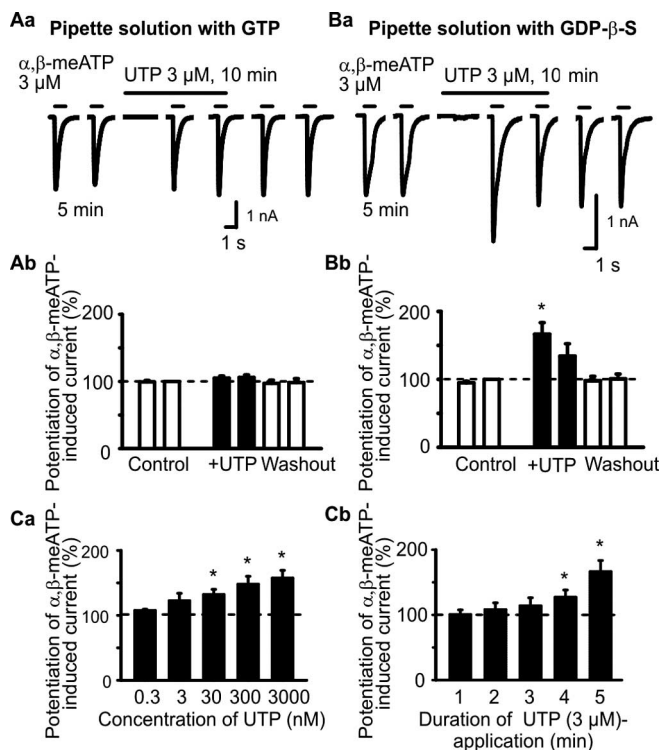 Aa
Pipette solution with GTP
α,β-meATP
3 μM
UTP 3 μM, 10 min
5 min
1 nA
1 s
Ba
Pipette solution with GDP-β-S
α,β-meATP
3 μM
UTP 3 μM, 10 min
5 min
1 nA
1 s
Ab
Potentiation of α,β-meATP-
induced current (%)
200
100
0
Control
+UTP
Washout
Bb
Potentiation of α,β-meATP-
induced current (%)
200
100
0
*
Control
+UTP
Washout
Ca
Potentiation of α,β-meATP-
induced current (%)
200
100
0
* * *
0.3 3 30 300 3000
Concentration of UTP (nM)
Cb
Potentiation of α,β-meATP-
induced current (%)
200
100
0
* *
1 2 3 4 5
Duration of UTP (3 μM)-
application (min)